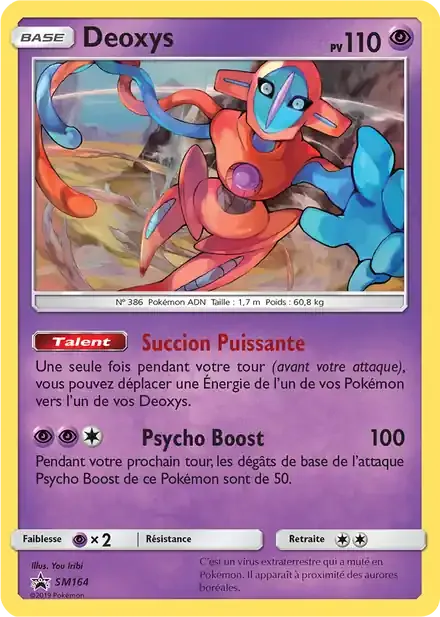 BASE Deoxys PV 110
N° 386 Pokémon ADN Taille : 1,7 m Poids : 60,8 kg
Talent Succion Puissante
Une seule fois pendant votre tour (avant votre attaque),
vous pouvez déplacer une Énergie de l'un de vos Pokémon
vers l'un de vos Deoxys.
Psycho Boost 100
Pendant votre prochain tour, les dégâts de base de l'attaque
Psycho Boost de ce Pokémon sont de 50.
Faiblesse × 2 Résistance Retraite
Illus. You Iribi
SM164
©2019 Pokémon
C'est un virus extraterrestre qui a muté en
Pokémon. Il apparaît à proximité des aurores
boréales.